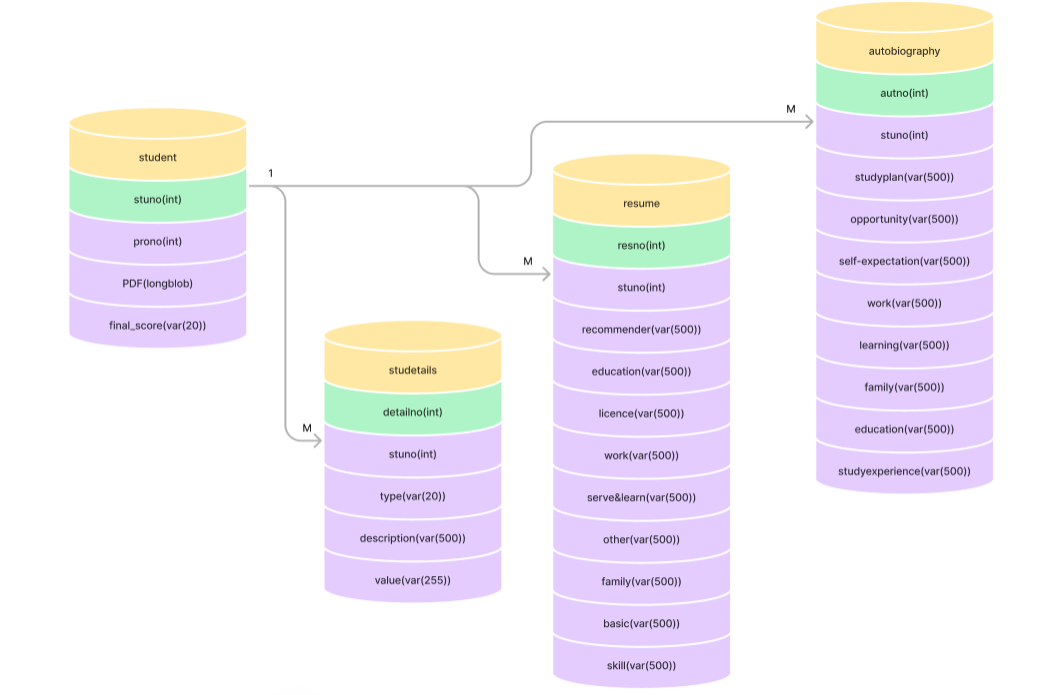 student
stuno(int)
prono(int)
PDF(longblob)
final_score(var(20))
1
M
studetails
detailno(int)
stuno(int)
type(var(20))
description(var(500))
value(var(255))
M
resume
resno(int)
stuno(int)
recommender(var(500))
education(var(500))
licence(var(500))
work(var(500))
serve&learn(var(500))
other(var(500))
family(var(500))
basic(var(500))
skill(var(500))
M
autobiography
autno(int)
stuno(int)
studyplan(var(500))
opportunity(var(500))
self-expectation(var(500))
work(var(500))
learning(var(500))
family(var(500))
education(var(500))
studyexperience(var(500))